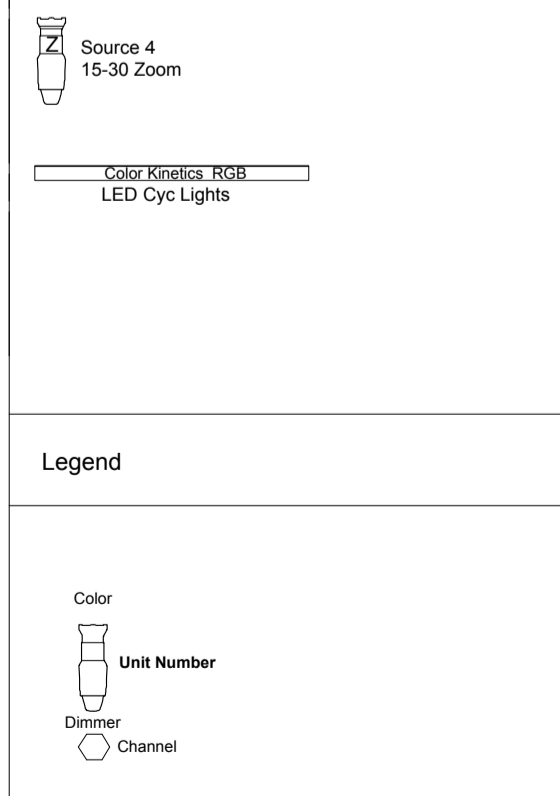 Z
Source 4
15-30 Zoom
Color Kinetics RGB
LED Cyc Lights
Legend
Color
Unit Number
Dimmer
Channel